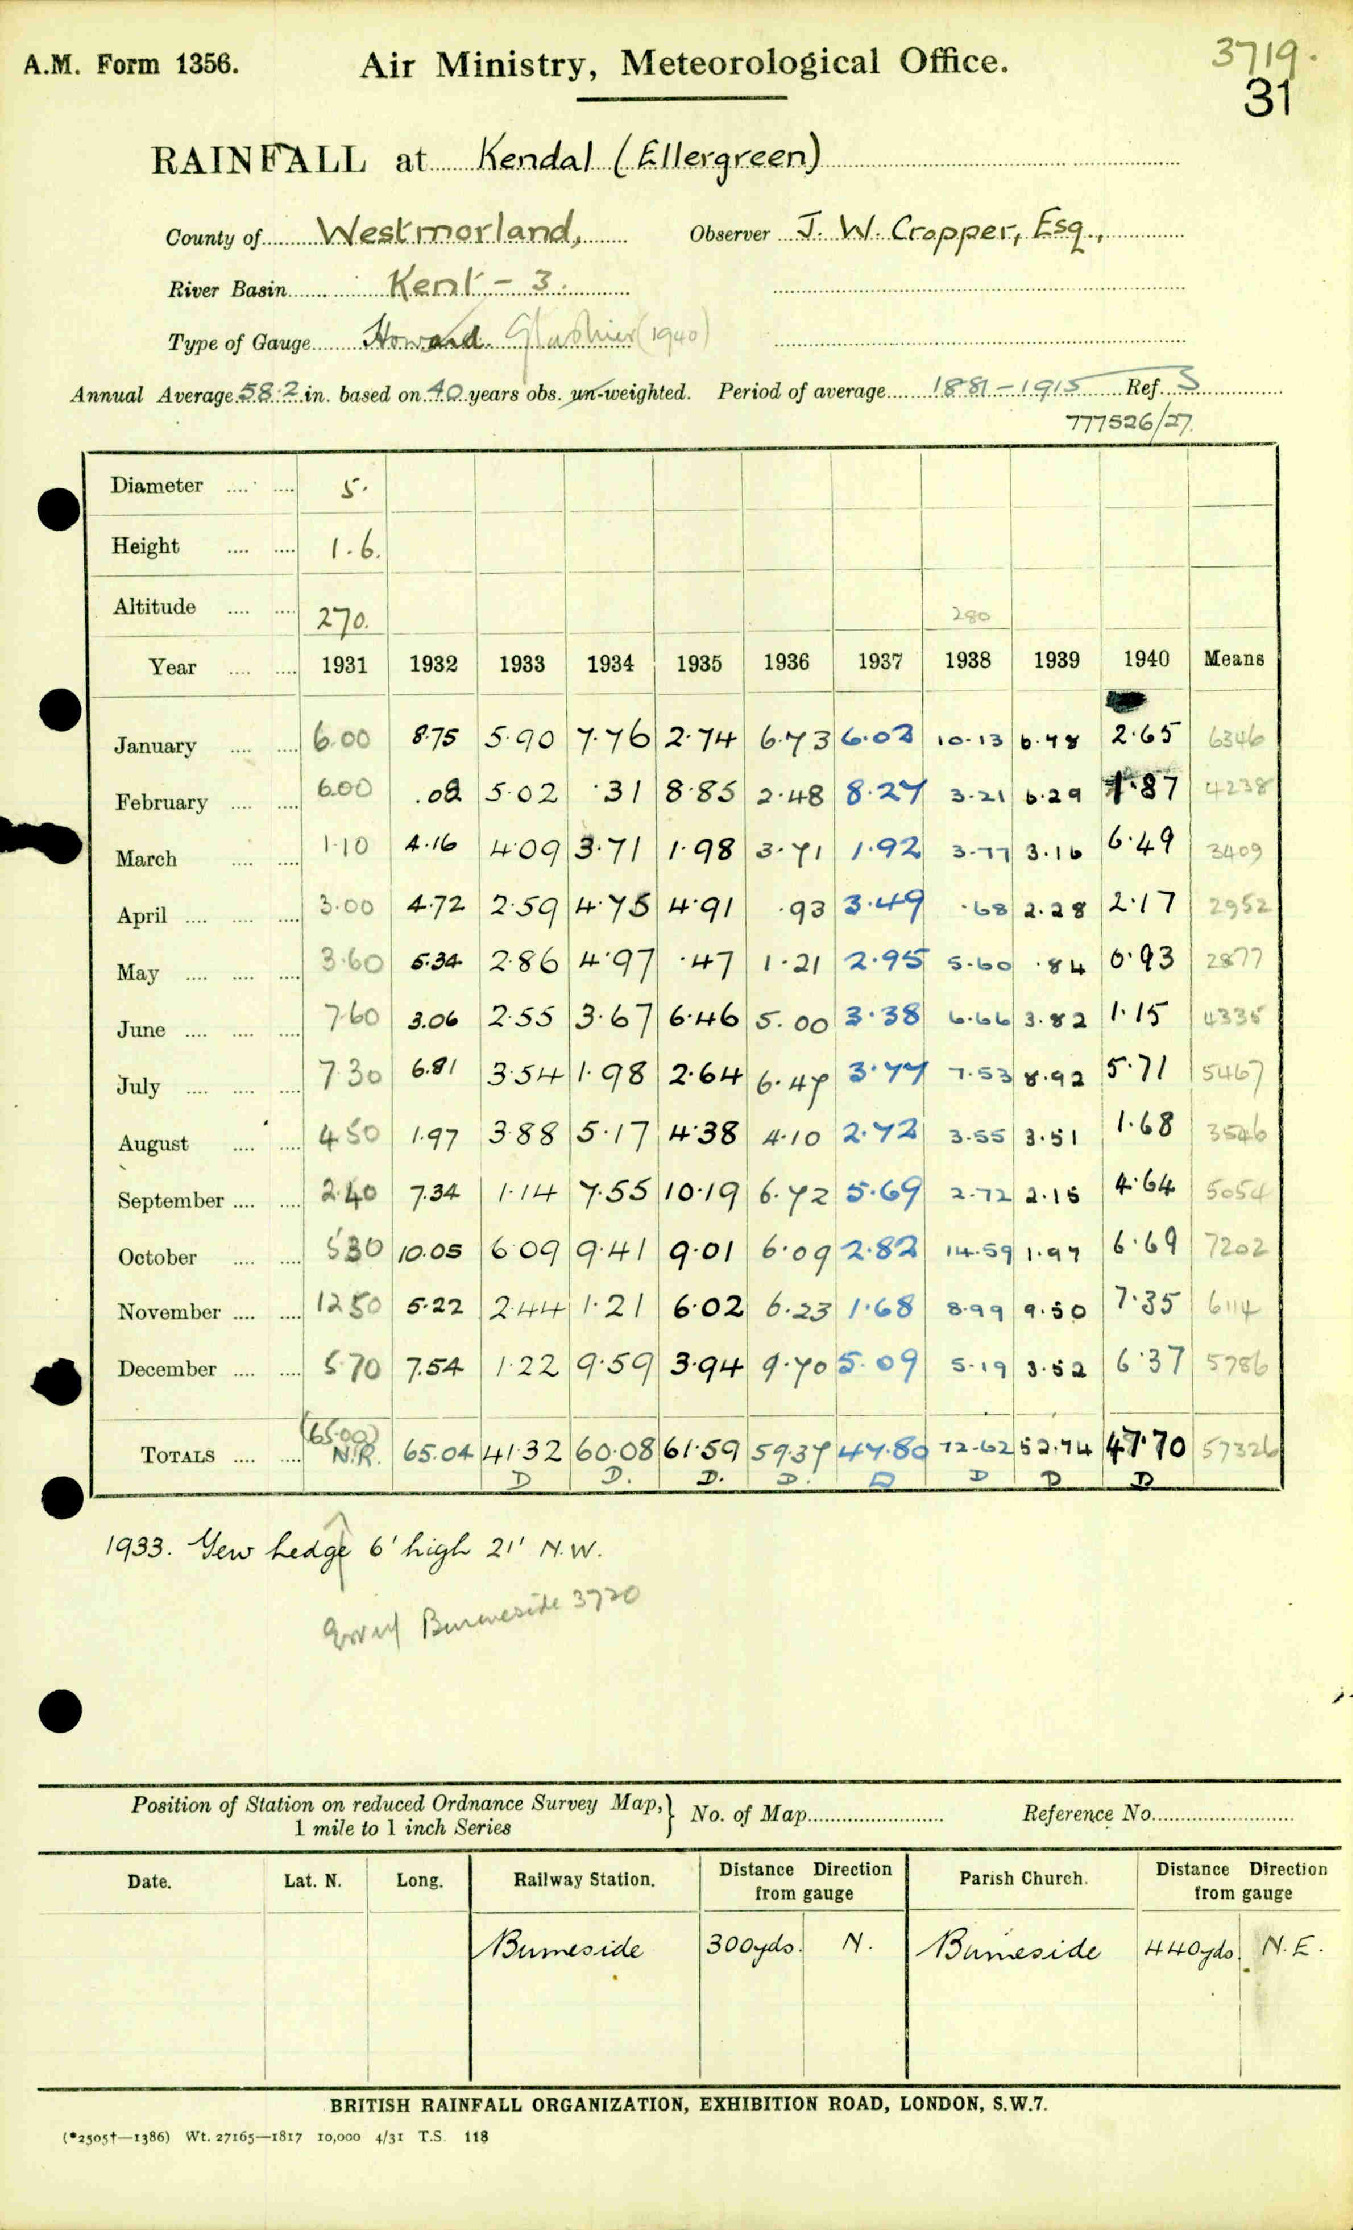 A.M. Form 1356. Air Ministry, Meteorological Office. 3719.
31
RAINFALL at Kendal (Ellergreen)
County of Westmorland, Observer J. W. Cropper, Esq.,
River Basin Kent - 3.
Type of Gauge Howard. Glashier (1940)
Annual Average 58.2 in. based on 40 years obs. un-weighted. Period of average 1881-1915 Ref. S
777526/27.
Diameter .... .... 5.
Height .... .... 1.6.
Altitude .... .... 270. 280
Year .... .... 1931 1932 1933 1934 1935 1936 1937 1938 1939 1940 Means
January .... .... 6.00 8.75 5.90 7.76 2.74 6.73 6.02 10.13 6.78 2.65 6346
February .... .... 6.00 .08 5.02 .31 8.85 2.48 8.27 3.21 6.29 1.87 4238
March .... .... 1.10 4.16 4.09 3.71 1.98 3.71 1.92 3.77 3.16 6.49 3409
April .... .... .... 3.00 4.72 2.59 4.75 4.91 .93 3.49 .68 2.28 2.17 2952
May .... .... .... 3.60 5.34 2.86 4.97 .47 1.21 2.95 5.60 .84 0.93 2877
June .... .... .... 7.60 3.06 2.55 3.67 6.46 5.00 3.38 6.66 3.82 1.15 4335
July .... .... .... 7.30 6.81 3.54 1.98 2.64 6.47 3.77 7.53 8.92 5.71 5467
August .... .... 4.50 1.97 3.88 5.17 4.38 4.10 2.72 3.55 3.51 1.68 3546
September .... .... 2.40 7.34 1.14 7.55 10.19 6.72 5.69 2.72 2.15 4.64 5054
October .... .... 5.30 10.05 6.09 9.41 9.01 6.09 2.82 14.59 1.97 6.69 7202
November .... .... 12.50 5.22 2.44 1.21 6.02 6.23 1.68 8.99 9.50 7.35 6114
December .... .... 5.70 7.54 1.22 9.59 3.94 9.70 5.09 5.19 3.52 6.37 5786
(65.00)
TOTALS .... .... N.R. 65.04 41.32 60.08 61.59 59.37 47.80 72.62 52.74 47.70 57326
D D. D. D. D D D D
1933. Yew hedge 6' high 21' N.W.
Burneside 3720
Position of Station on reduced Ordnance Survey Map, } No. of Map Reference No.
1 mile to 1 inch Series
Date. Lat. N. Long. Railway Station. Distance Direction from gauge Parish Church. Distance Direction from gauge
Burneside 300yds. N. Burneside 440yds. N.E.
BRITISH RAINFALL ORGANIZATION, EXHIBITION ROAD, LONDON, S.W.7.
(*2505†—1386) Wt. 27165—1817 10,000 4/31 T.S. 118